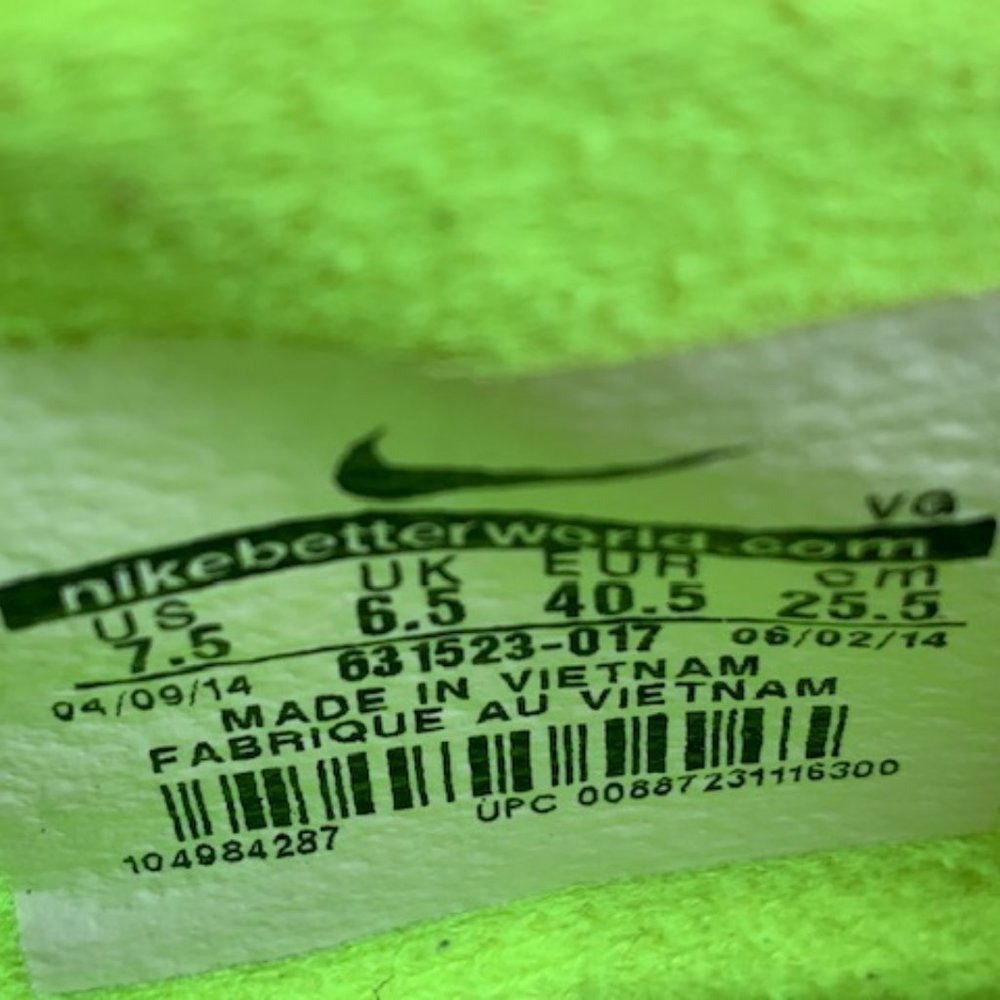 VG
nikebetterworld.com
US UK EUR cm
7.5 6.5 40.5 25.5
04/09/14 631523-017 06/02/14
MADE IN VIETNAM
FABRIQUE AU VIETNAM
104984287 UPC 00887231116300